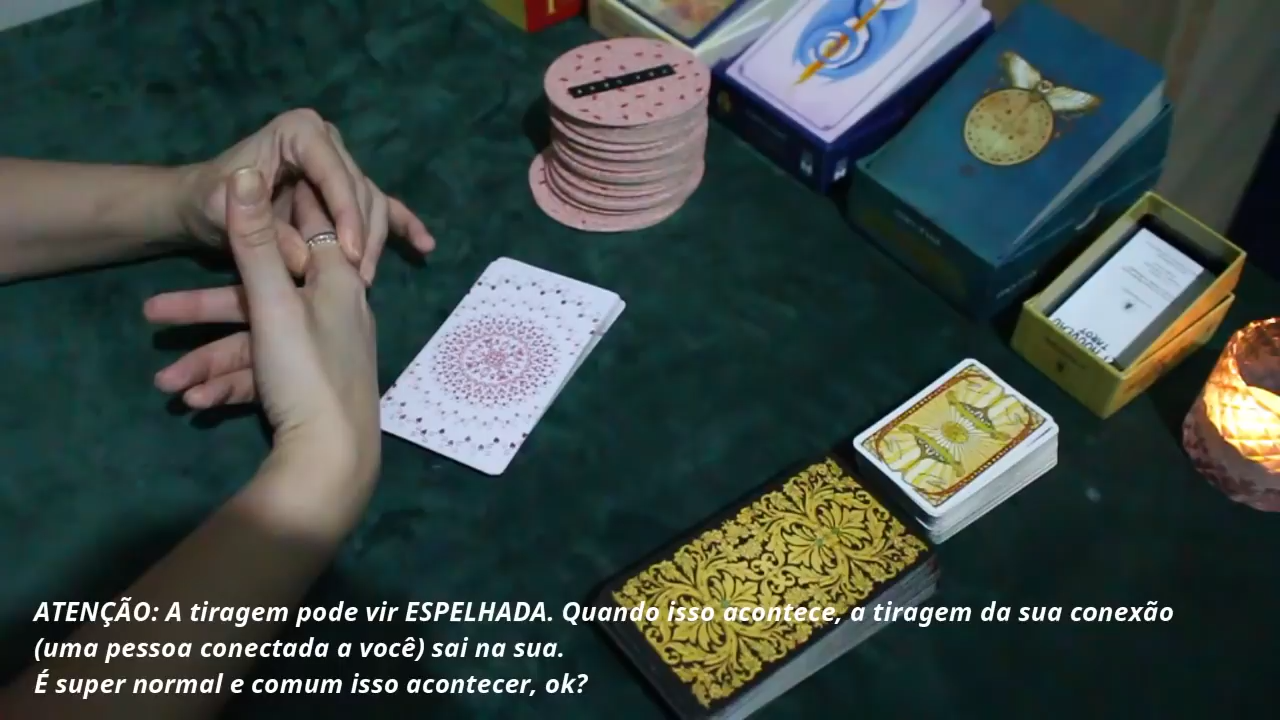 ATENÇÃO: A tiragem pode vir ESPELHADA. Quando isso acontece, a tiragem da sua conexão
(uma pessoa conectada a você) sai na sua.
É super normal e comum isso acontecer, ok?